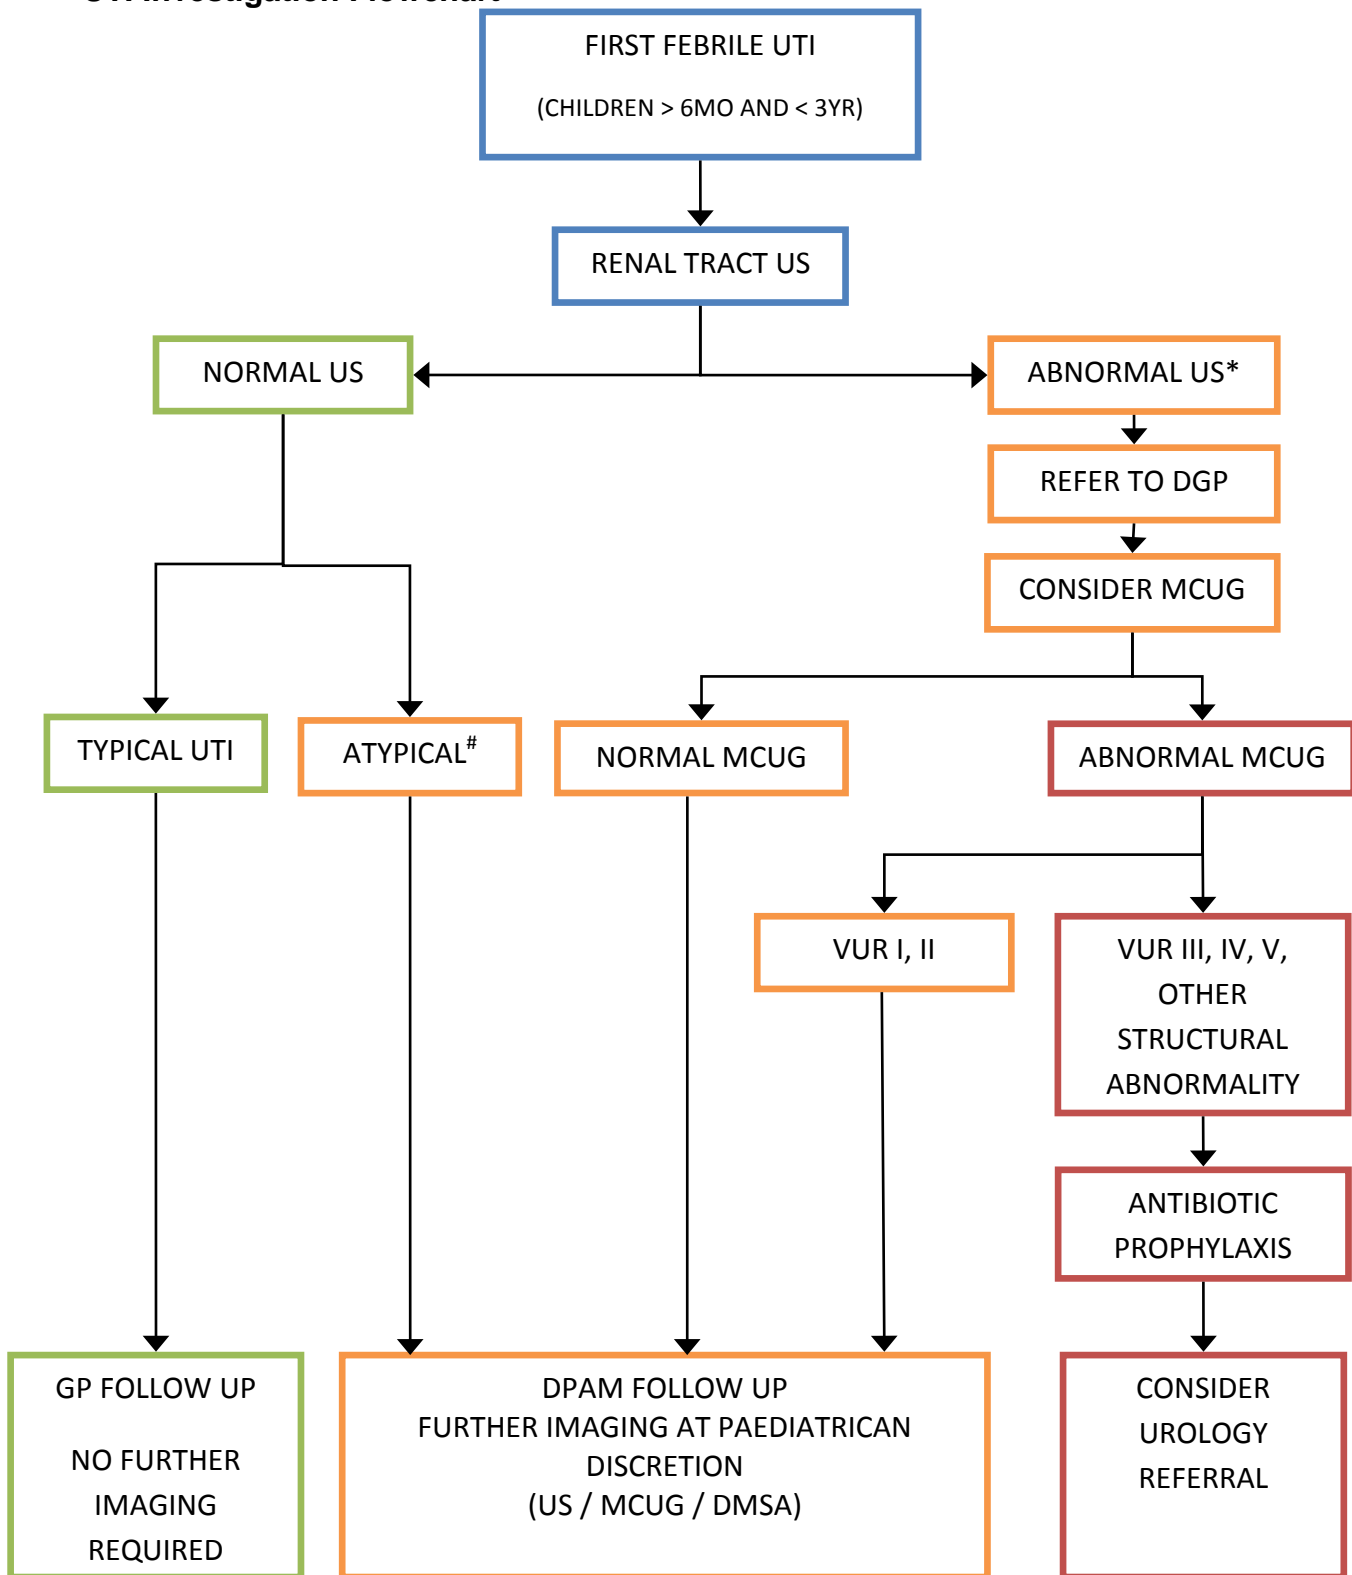 FIRST FEBRILE UTI
(CHILDREN > 6MO AND < 3YR)
RENAL TRACT US
NORMAL US
ABNORMAL US*
REFER TO DGP
CONSIDER MCUG
TYPICAL UTI
ATYPICAL#
NORMAL MCUG
ABNORMAL MCUG
VUR I, II
VUR III, IV, V,
OTHER
STRUCTURAL
ABNORMALITY
ANTIBIOTIC
PROPHYLAXIS
GP FOLLOW UP
NO FURTHER
IMAGING
REQUIRED
DPAM FOLLOW UP
FURTHER IMAGING AT PAEDIATRICAN
DISCRETION
(US / MCUG / DMSA)
CONSIDER
UROLOGY
REFERRAL